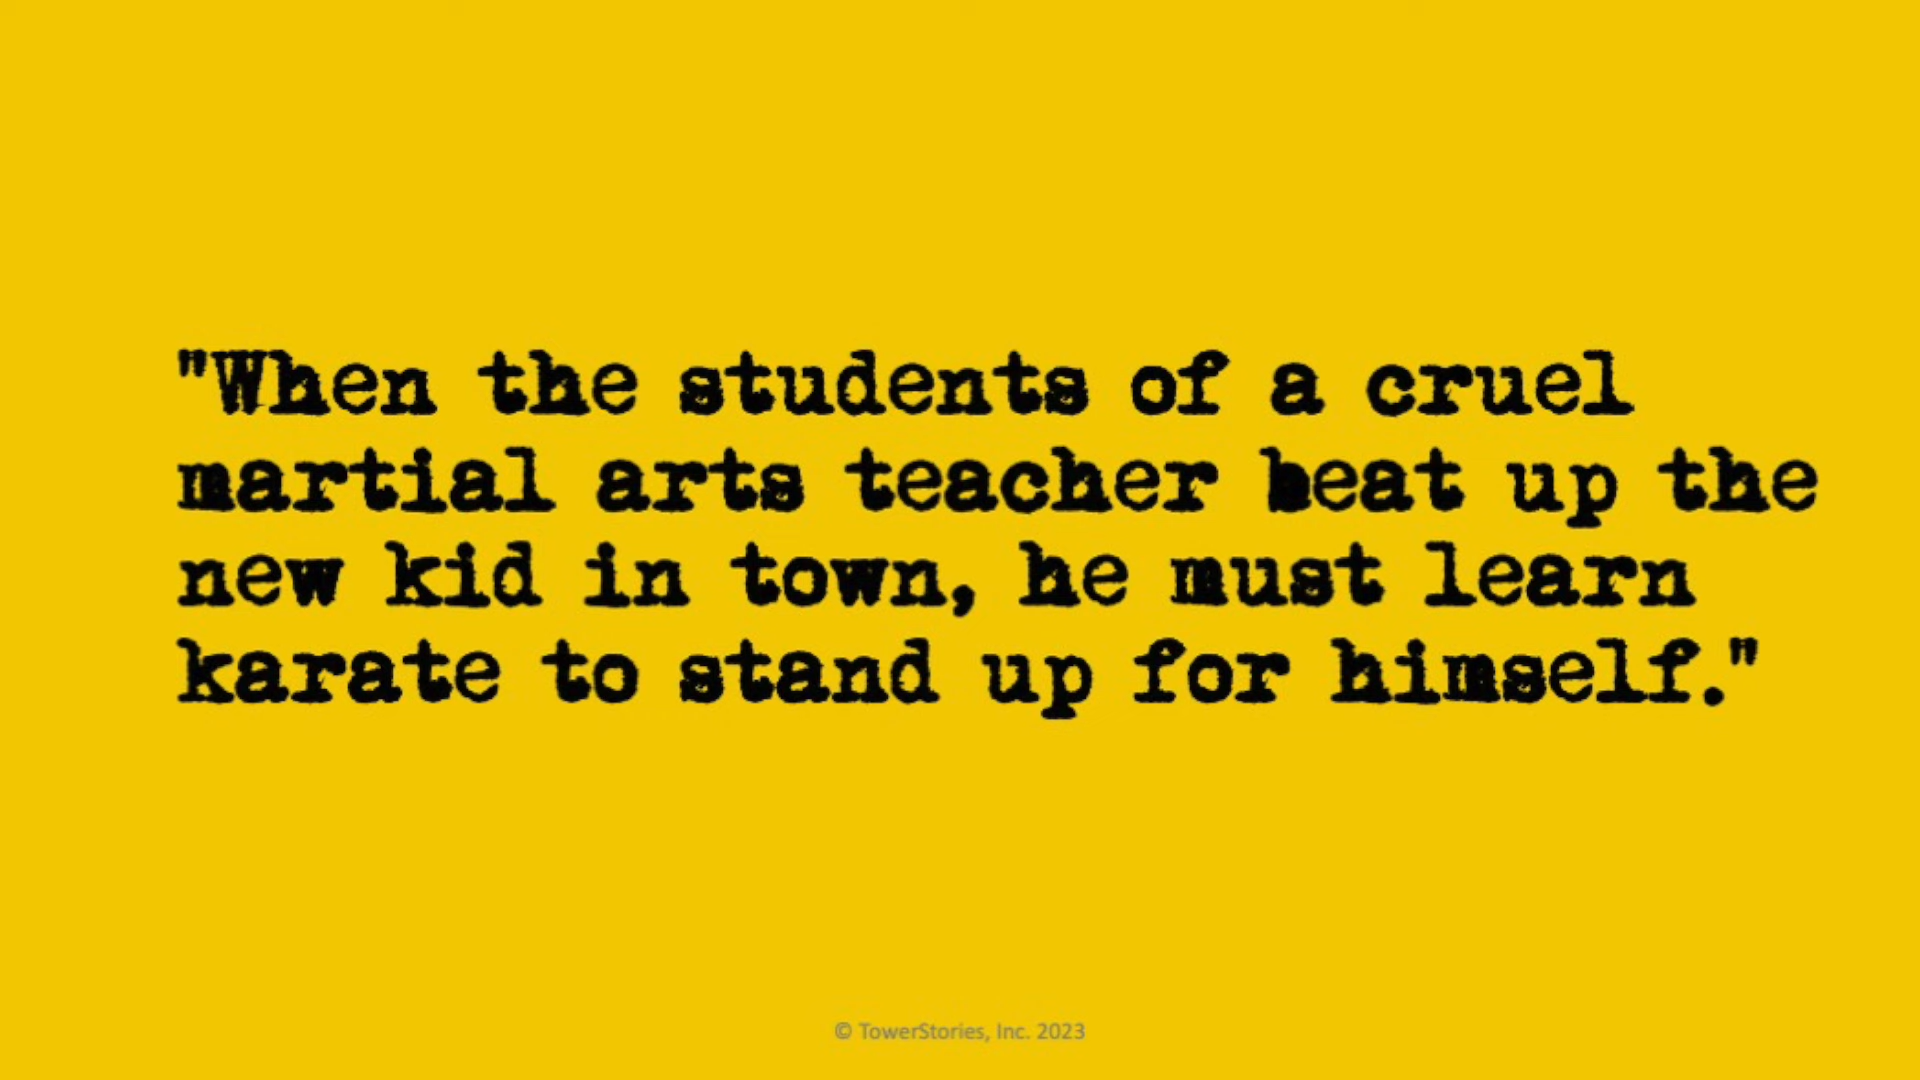 "When the students of a cruel
martial arts teacher beat up the
new kid in town, he must learn
karate to stand up for himself."
© TowerStories, Inc. 2023